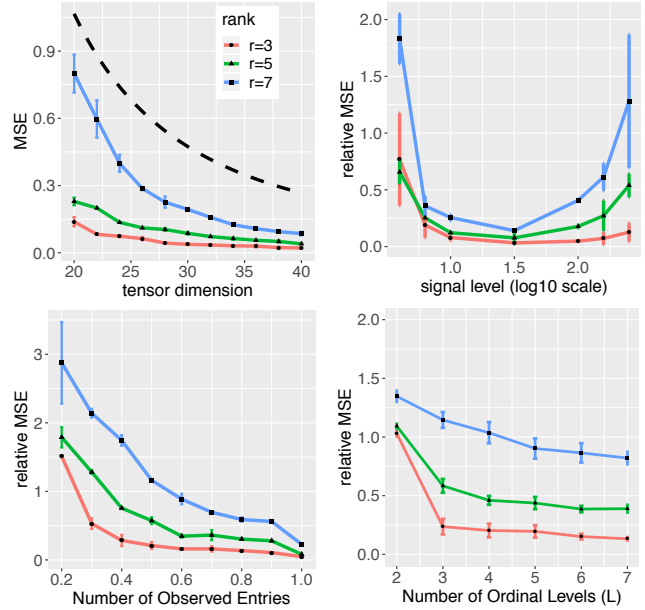 rank
r=3
r=5
r=7
MSE
0.9
0.6
0.3
0.0
20 25 30 35 40
tensor dimension
relative MSE
2.0
1.5
1.0
0.5
0.0
1.0 1.5 2.0
signal level (log10 scale)
relative MSE
3
2
1
0
0.2 0.4 0.6 0.8 1.0
Number of Observed Entries
relative MSE
2.0
1.5
1.0
0.5
0.0
2 3 4 5 6 7
Number of Ordinal Levels (L)